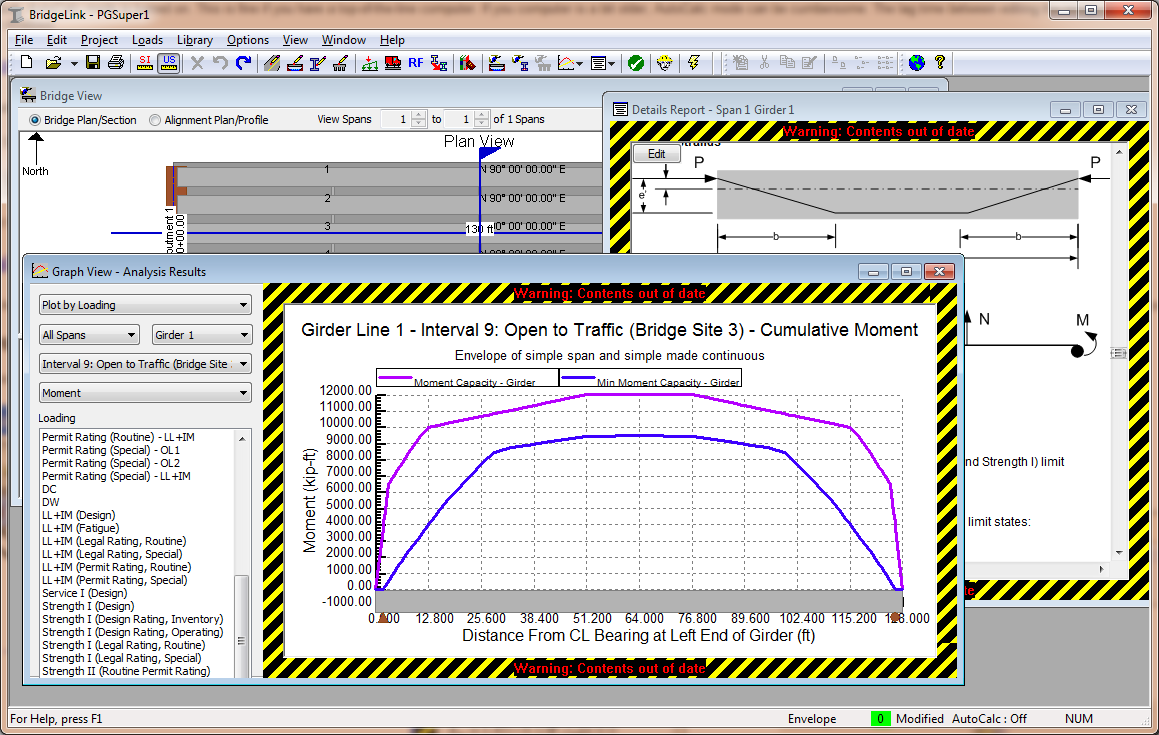 BridgeLink - PGSuper1
File Edit Project Loads Library Options View Window Help
SI US RF
Bridge View
Bridge Plan/Section Alignment Plan/Profile View Spans 1 to 1 of 1 Spans
Plan View
North
1 N 90° 00' 00.00" E
2 N 90° 00' 00.00" E
3 130 ft 0° 00' 00.00" E
utment 1
0+00.00
Details Report - Span 1 Girder 1
Warning: Contents out of date
Edit
P P
e'
b b
N M
nd Strength I) limit
limit states:
Graph View - Analysis Results
Plot by Loading
All Spans Girder 1
Interval 9: Open to Traffic (Bridge Site
Moment
Loading
Permit Rating (Routine) - LL+IM
Permit Rating (Special) - OL1
Permit Rating (Special) - OL2
Permit Rating (Special) - LL+IM
DC
DW
LL+IM (Design)
LL+IM (Fatigue)
LL+IM (Legal Rating, Routine)
LL+IM (Legal Rating, Special)
LL+IM (Permit Rating, Routine)
LL+IM (Permit Rating, Special)
Service I (Design)
Strength I (Design)
Strength I (Design Rating, Inventory)
Strength I (Design Rating, Operating)
Strength I (Legal Rating, Routine)
Strength I (Legal Rating, Special)
Strength II (Routine Permit Rating)
Warning: Contents out of date
Girder Line 1 - Interval 9: Open to Traffic (Bridge Site 3) - Cumulative Moment
Envelope of simple span and simple made continuous
Moment Capacity - Girder Min Moment Capacity - Girder
Moment (kip-ft)
12000.00
11000.00
10000.00
9000.00
8000.00
7000.00
6000.00
5000.00
4000.00
3000.00
2000.00
1000.00
0.00
-1000.00
12.800 25.600 38.400 51.200 64.000 76.800 89.600 102.400 115.200
Distance From CL Bearing at Left End of Girder (ft)
Warning: Contents out of date
For Help, press F1 Envelope 0 Modified AutoCalc : Off NUM